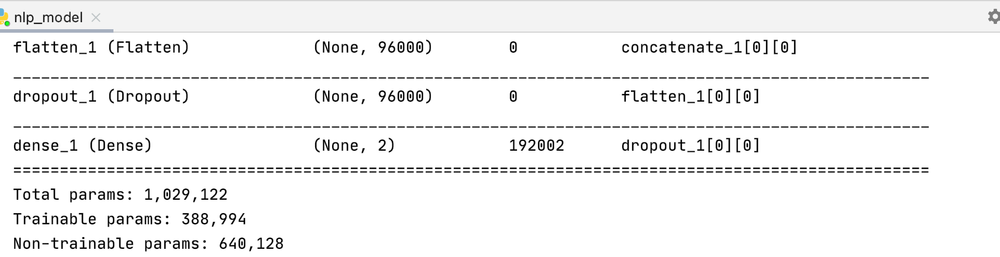 nlp_model
flatten_1 (Flatten) (None, 96000) 0 concatenate_1[0][0]
__________________________________________________________________________________________________
dropout_1 (Dropout) (None, 96000) 0 flatten_1[0][0]
__________________________________________________________________________________________________
dense_1 (Dense) (None, 2) 192002 dropout_1[0][0]
==================================================================================================
Total params: 1,029,122
Trainable params: 388,994
Non-trainable params: 640,128